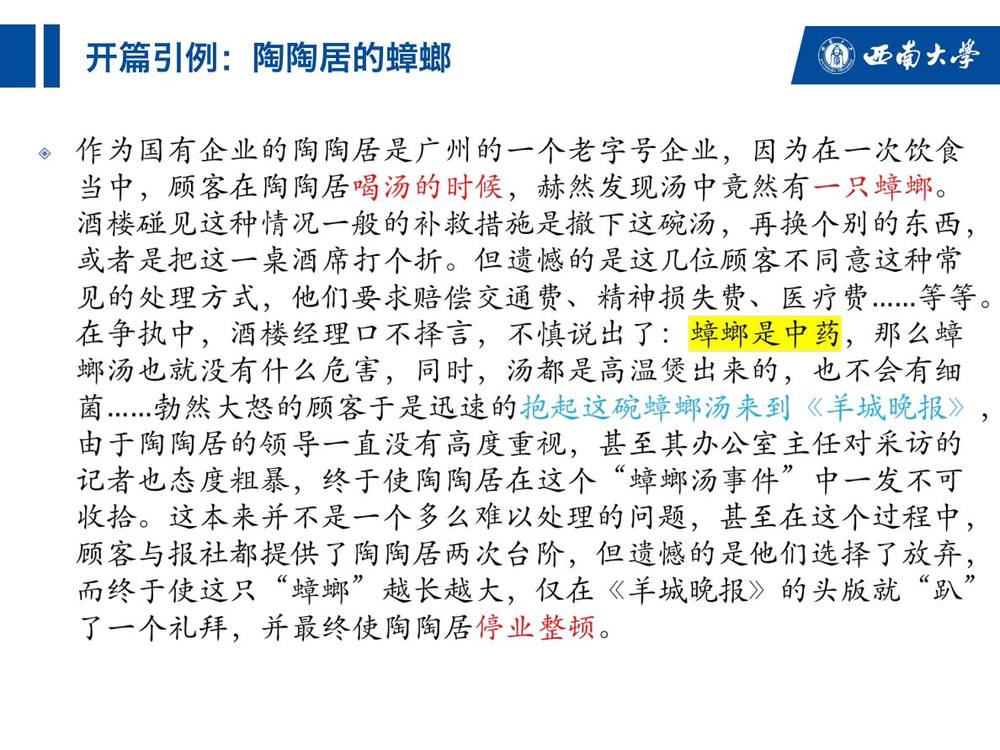 开篇引例：陶陶居的蟑螂
西南大学
作为国有企业的陶陶居是广州的一个老字号企业，因为在一次饮食
当中，顾客在陶陶居喝汤的时候，赫然发现汤中竟然有一只蟑螂。
酒楼碰见这种情况一般的补救措施是撤下这碗汤，再换个别的东西，
或者是把这一桌酒席打个折。但遗憾的是这几位顾客不同意这种常
见的处理方式，他们要求赔偿交通费、精神损失费、医疗费……等等。
在争执中，酒楼经理口不择言，不慎说出了：蟑螂是中药，那么蟑
螂汤也就没有什么危害，同时，汤都是高温煲出来的，也不会有细
菌……勃然大怒的顾客于是迅速的抱起这碗蟑螂汤来到《羊城晚报》，
由于陶陶居的领导一直没有高度重视，甚至其办公室主任对采访的
记者也态度粗暴，终于使陶陶居在这个“蟑螂汤事件”中一发不可
收拾。这本来并不是一个多么难以处理的问题，甚至在这个过程中，
顾客与报社都提供了陶陶居两次台阶，但遗憾的是他们选择了放弃，
而终于使这只“蟑螂”越长越大，仅在《羊城晚报》的头版就“趴”
了一个礼拜，并最终使陶陶居停业整顿。